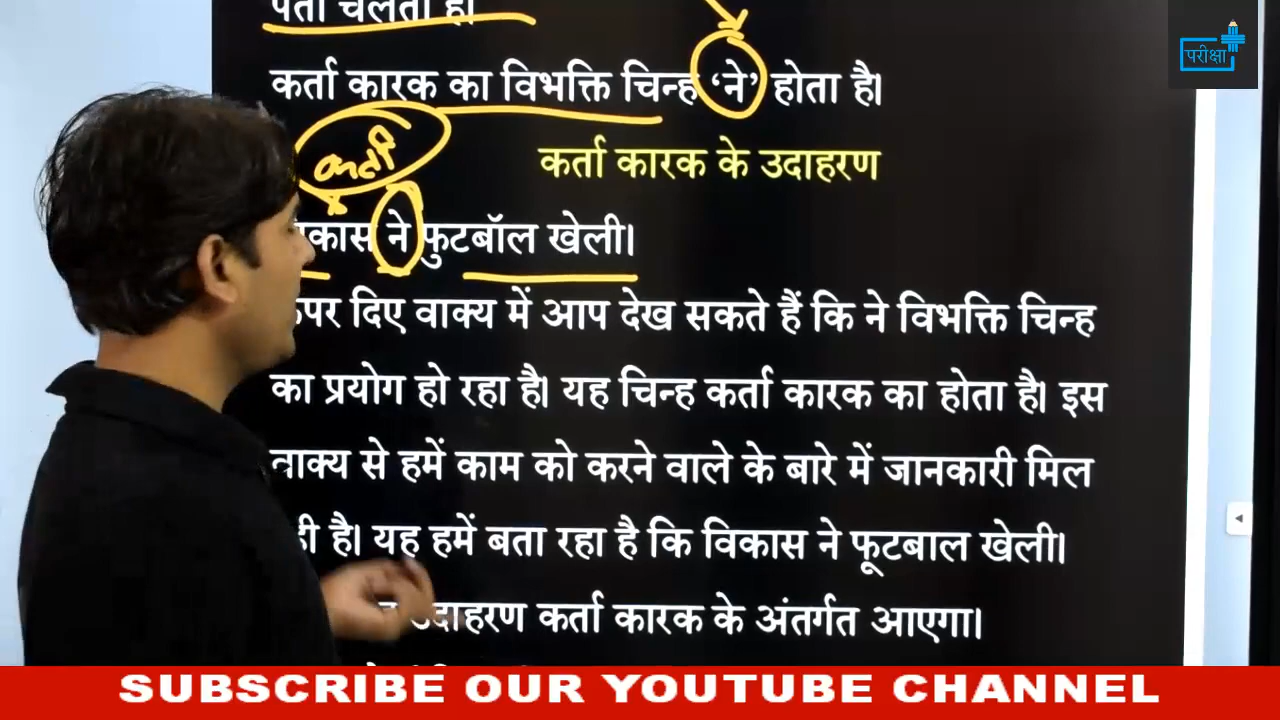 पता चलता है।
परीक्षा
कर्ता कारक का विभक्ति चिन्ह ‘ने’ होता है।
कर्ता
कर्ता कारक के उदाहरण
ने फुटबॉल खेली।
दिए वाक्य में आप देख सकते हैं कि ने विभक्ति चिन्ह
का प्रयोग हो रहा है। यह चिन्ह कर्ता कारक का होता है। इस
वाक्य से हमें काम को करने वाले के बारे में जानकारी मिल
है। यह हमें बता रहा है कि विकास ने फूटबाल खेली।
उदाहरण कर्ता कारक के अंतर्गत आएगा।
SUBSCRIBE OUR YOUTUBE CHANNEL